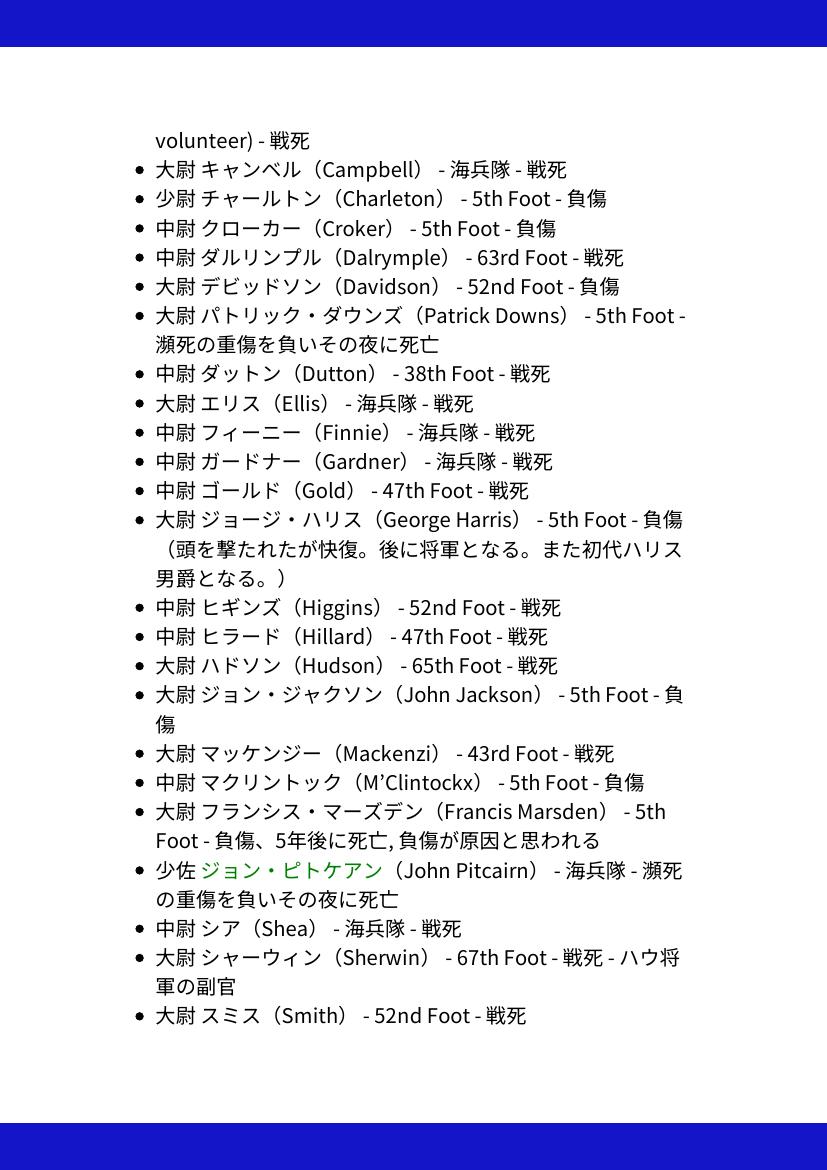 volunteer) - 戦死
• 大尉 キャンベル（Campbell） - 海兵隊 - 戦死
• 少尉 チャールトン（Charleton） - 5th Foot - 負傷
• 中尉 クローカー（Croker） - 5th Foot - 負傷
• 中尉 ダルリンプル（Dalrymple） - 63rd Foot - 戦死
• 大尉 デビッドソン（Davidson） - 52nd Foot - 負傷
• 大尉 パトリック・ダウンズ（Patrick Downs） - 5th Foot -
瀕死の重傷を負いその夜に死亡
• 中尉 ダットン（Dutton） - 38th Foot - 戦死
• 大尉 エリス（Ellis） - 海兵隊 - 戦死
• 中尉 フィーニー（Finnie） - 海兵隊 - 戦死
• 中尉 ガードナー（Gardner） - 海兵隊 - 戦死
• 中尉 ゴールド（Gold） - 47th Foot - 戦死
• 大尉 ジョージ・ハリス（George Harris） - 5th Foot - 負傷
（頭を撃たれたが快復。後に将軍となる。また初代ハリス
男爵となる。）
• 中尉 ヒギンズ（Higgins） - 52nd Foot - 戦死
• 中尉 ヒラード（Hillard） - 47th Foot - 戦死
• 大尉 ハドソン（Hudson） - 65th Foot - 戦死
• 大尉 ジョン・ジャクソン（John Jackson） - 5th Foot - 負
傷
• 大尉 マッケンジー（Mackenzi） - 43rd Foot - 戦死
• 中尉 マクリントック（M’Clintockx） - 5th Foot - 負傷
• 大尉 フランシス・マーズデン（Francis Marsden） - 5th
Foot - 負傷、5年後に死亡, 負傷が原因と思われる
• 少佐 ジョン・ピトケアン（John Pitcairn） - 海兵隊 - 瀕死
の重傷を負いその夜に死亡
• 中尉 シア（Shea） - 海兵隊 - 戦死
• 大尉 シャーウィン（Sherwin） - 67th Foot - 戦死 - ハウ将
軍の副官
• 大尉 スミス（Smith） - 52nd Foot - 戦死